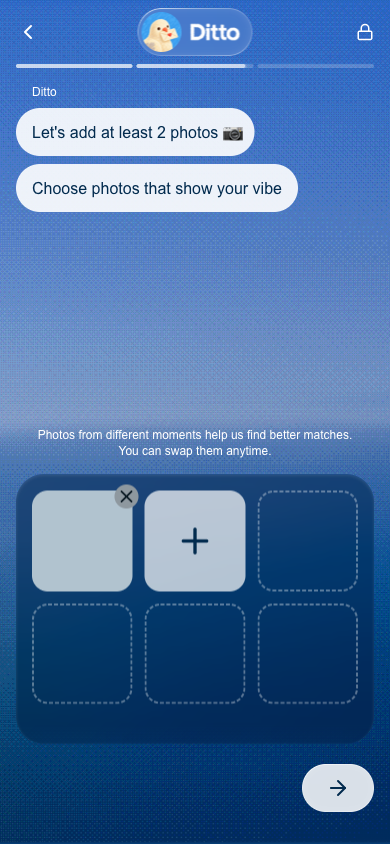 Ditto
Ditto
Let's add at least 2 photos 📷
Choose photos that show your vibe
Photos from different moments help us find better matches.
You can swap them anytime.